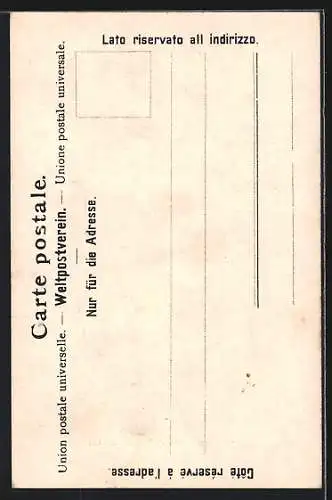 Carte postale.
Union postale universelle. — Weltpostverein. — Unione postale universale.
Nur für die Adresse.
Côté réservé à l'adresse.
Lato riservato all indirizzo.